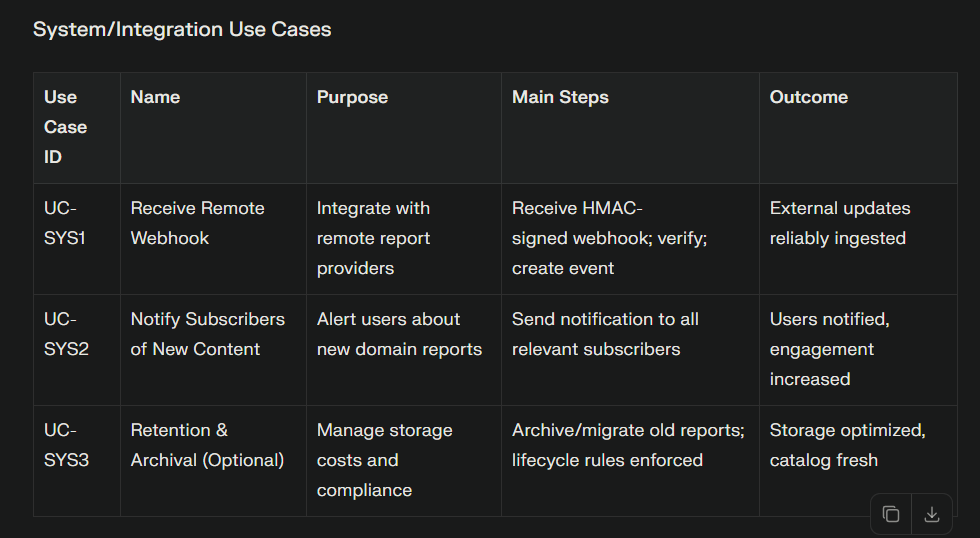 System/Integration Use Cases
Use
Case
ID
Name
Purpose
Main Steps
Outcome
UC-
SYS1
Receive Remote
Webhook
Integrate with
remote report
providers
Receive HMAC-
signed webhook; verify;
create event
External updates
reliably ingested
UC-
SYS2
Notify Subscribers
of New Content
Alert users about
new domain reports
Send notification to all
relevant subscribers
Users notified,
engagement
increased
UC-
SYS3
Retention &
Archival (Optional)
Manage storage
costs and
compliance
Archive/migrate old reports;
lifecycle rules enforced
Storage optimized,
catalog fresh